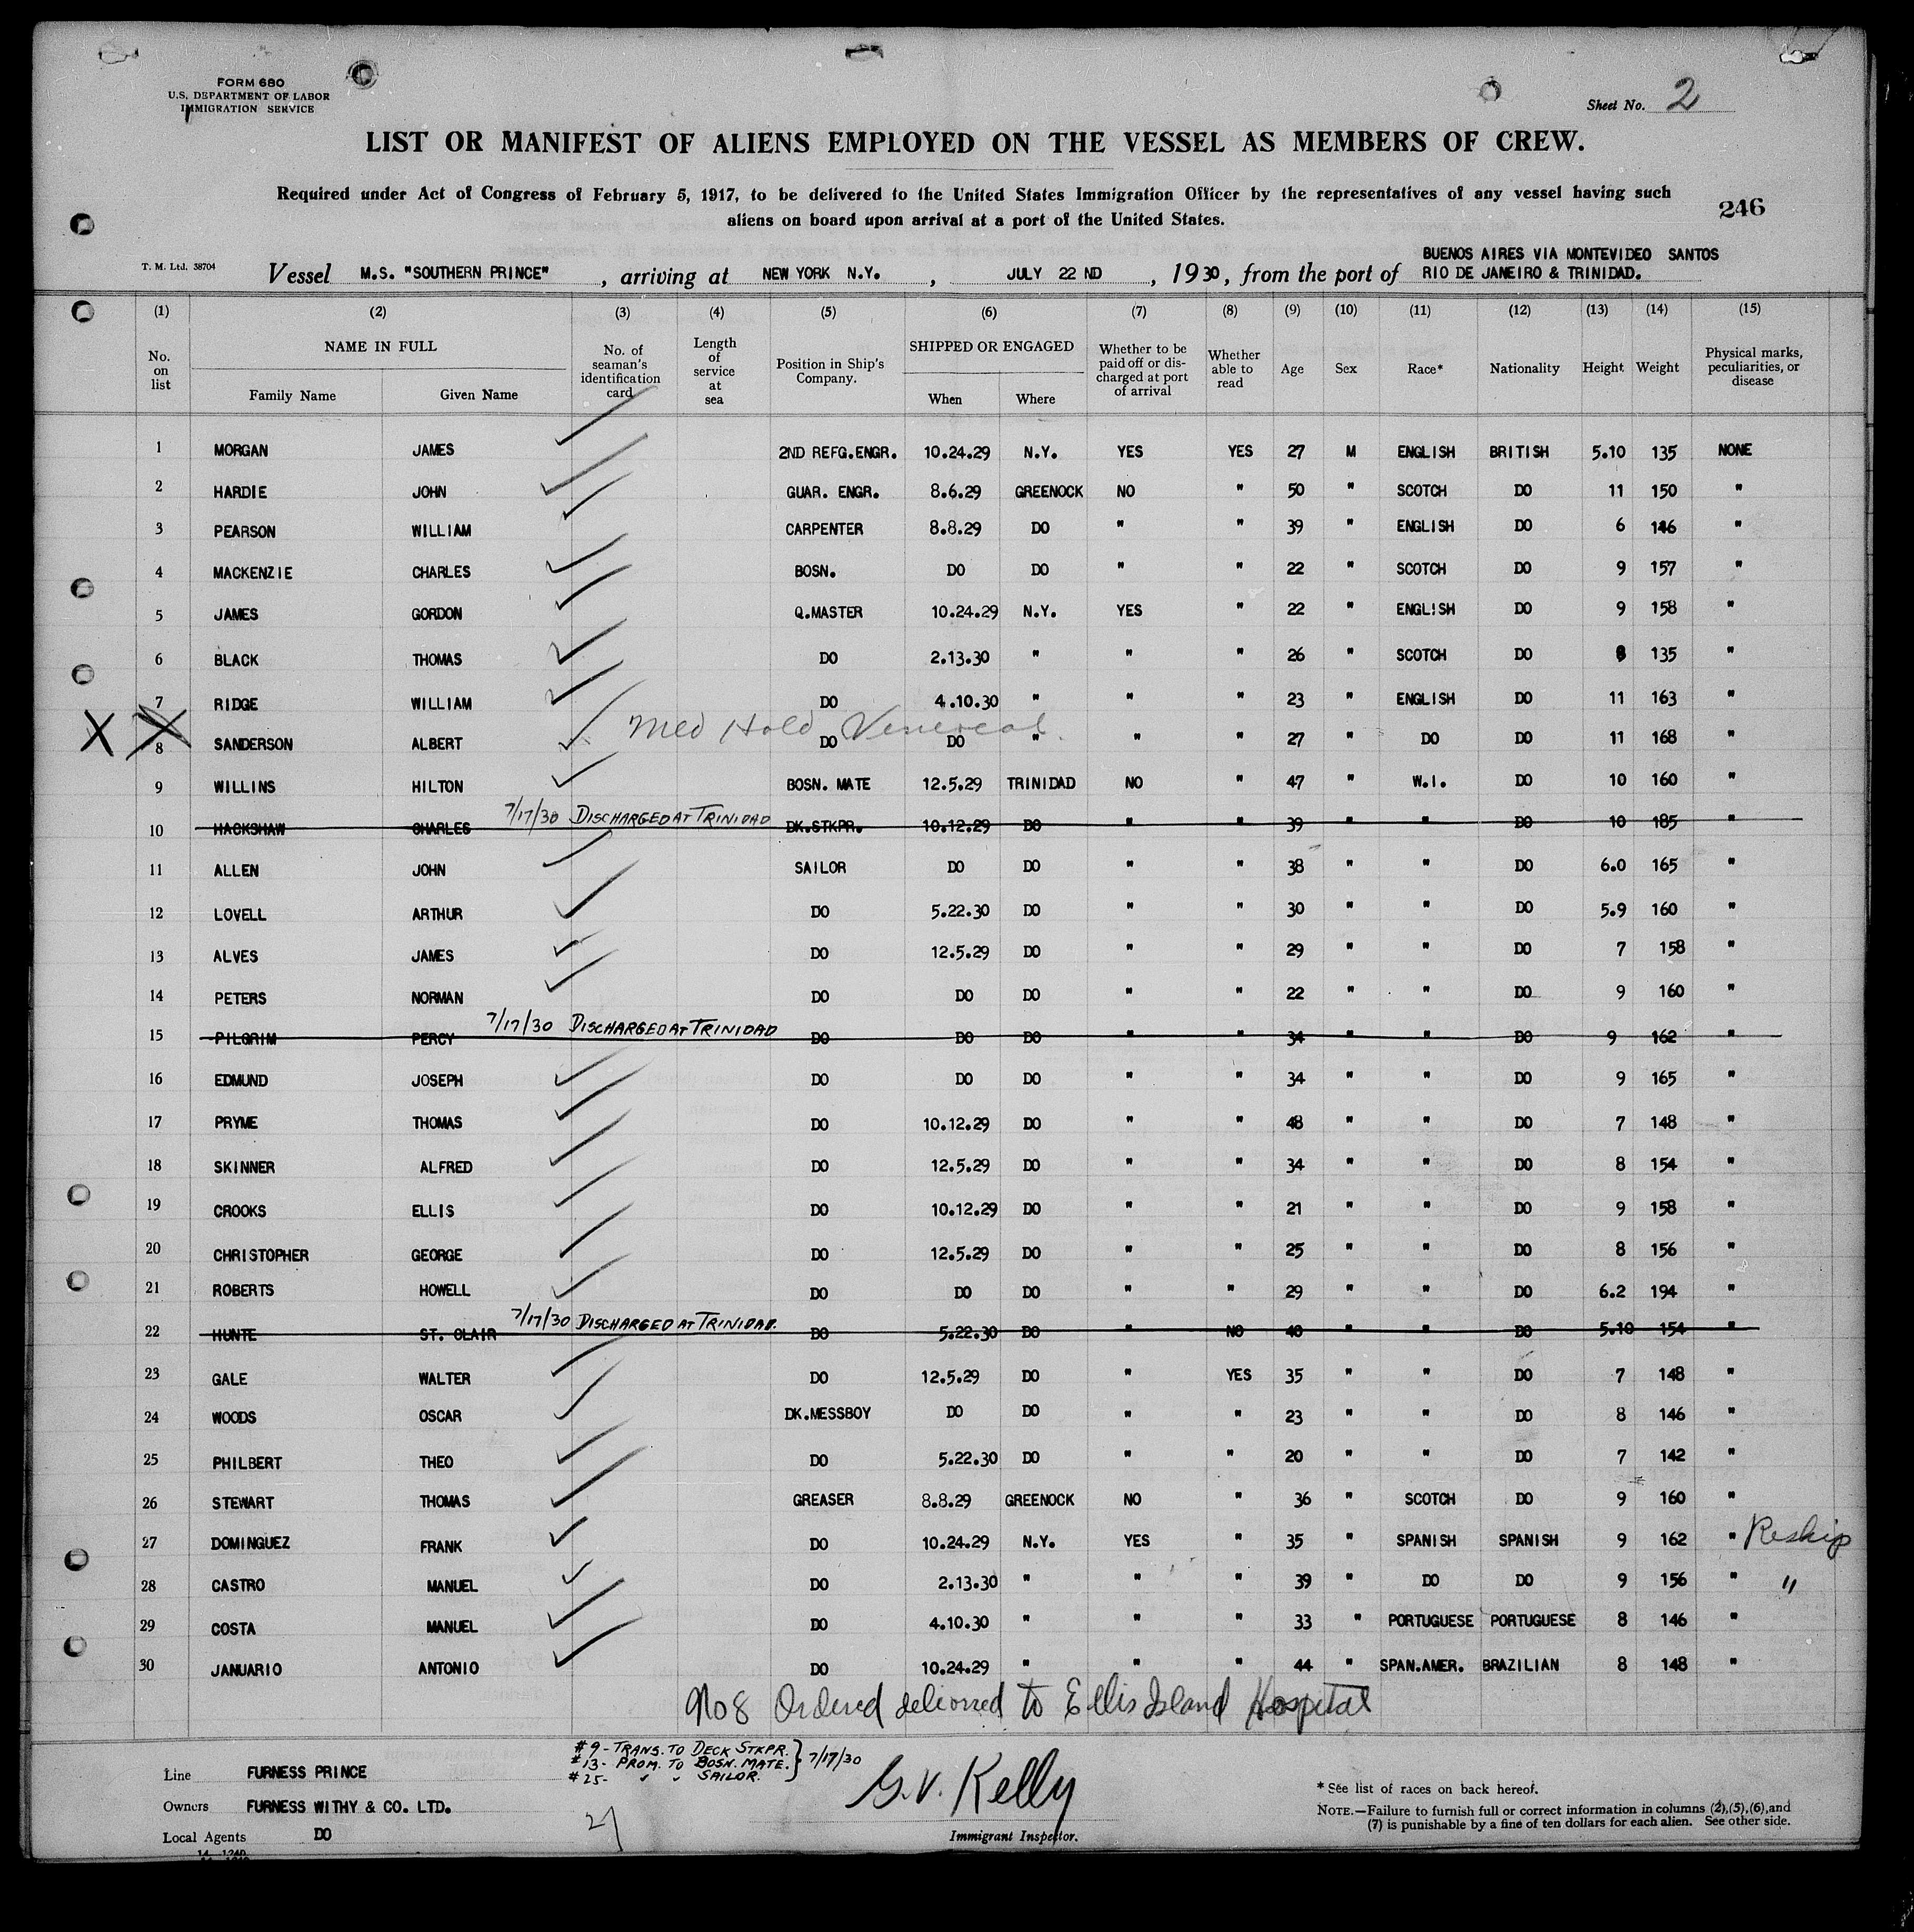 FORM 680
U.S. DEPARTMENT OF LABOR
IMMIGRATION SERVICE
Sheet No. 2
LIST OR MANIFEST OF ALIENS EMPLOYED ON THE VESSEL AS MEMBERS OF CREW.
Required under Act of Congress of February 5, 1917, to be delivered to the United States Immigration Officer by the representatives of any vessel having such
aliens on board upon arrival at a port of the United States.
246
T. M. Ltd. 38704
Vessel M.S. "SOUTHERN PRINCE", arriving at NEW YORK N.Y., JULY 22 ND, 1930, from the port of BUENOS AIRES VIA MONTEVIDEO SANTOS
RIO DE JANEIRO & TRINIDAD.
(1) (2) (3) (4) (5) (6) (7) (8) (9) (10) (11) (12) (13) (14) (15)
No. on list NAME IN FULL Family Name Given Name No. of seaman's identification card Length of service at sea Position in Ship's Company. SHIPPED OR ENGAGED When Where Whether to be paid off or discharged at port of arrival Whether able to read Age Sex Race* Nationality Height Weight Physical marks, peculiarities, or disease
1 MORGAN JAMES 2ND REFG.ENGR. 10.24.29 N.Y. YES YES 27 M ENGLISH BRITISH 5.10 135 NONE
2 HARDIE JOHN GUAR. ENGR. 8.6.29 GREENOCK NO " 50 " SCOTCH DO 11 150 "
3 PEARSON WILLIAM CARPENTER 8.8.29 DO " " 39 " ENGLISH DO 6 146 "
4 MACKENZIE CHARLES BOSN. DO DO " " 22 " SCOTCH DO 9 157 "
5 JAMES GORDON Q.MASTER 10.24.29 N.Y. YES " 22 " ENGLISH DO 9 158 "
6 BLACK THOMAS DO 2.13.30 " " " 26 " SCOTCH DO 8 135 "
7 RIDGE WILLIAM DO 4.10.30 " " " 23 " ENGLISH DO 11 163 "
Med Hold Venereal
X X 8 SANDERSON ALBERT DO DO " " " 27 " DO DO 11 168 "
9 WILLINS HILTON BOSN. MATE 12.5.29 TRINIDAD NO " 47 " W.I. DO 10 160 "
7/17/30 DISCHARGED AT TRINIDAD
10 HACKSHAW CHARLES DK.STKPR. 10.12.29 DO " " 39 " " DO 10 185 "
11 ALLEN JOHN SAILOR DO DO " " 38 " " DO 6.0 165 "
12 LOVELL ARTHUR DO 5.22.30 DO " " 30 " " DO 5.9 160 "
13 ALVES JAMES DO 12.5.29 DO " " 29 " " DO 7 158 "
14 PETERS NORMAN DO DO DO " " 22 " " DO 9 160 "
7/17/30 DISCHARGED AT TRINIDAD
15 PILGRIM PERCY DO DO DO " " 34 " " DO 9 162 "
16 EDMUND JOSEPH DO DO DO " " 34 " " DO 9 165 "
17 PRYME THOMAS DO 10.12.29 DO " " 48 " " DO 7 148 "
18 SKINNER ALFRED DO 12.5.29 DO " " 34 " " DO 8 154 "
19 CROOKS ELLIS DO 10.12.29 DO " " 21 " " DO 9 158 "
20 CHRISTOPHER GEORGE DO 12.5.29 DO " " 25 " " DO 8 156 "
21 ROBERTS HOWELL DO DO DO " " 29 " " DO 6.2 194 "
7/17/30 DISCHARGED AT TRINIDAD.
22 HUNTE ST. CLAIR DO 5.22.30 DO " NO 40 " " DO 5.10 154 "
23 GALE WALTER DO 12.5.29 DO " YES 35 " " DO 7 148 "
24 WOODS OSCAR DK.MESSBOY DO DO " " 23 " " DO 8 146 "
25 PHILBERT THEO DO 5.22.30 DO " " 20 " " DO 7 142 "
26 STEWART THOMAS GREASER 8.8.29 GREENOCK NO " 36 " SCOTCH DO 9 160 "
27 DOMINGUEZ FRANK DO 10.24.29 N.Y. YES " 35 " SPANISH SPANISH 9 162 " Reship
28 CASTRO MANUEL DO 2.13.30 " " " 39 " DO DO 9 156 " "
29 COSTA MANUEL DO 4.10.30 " " " 33 " PORTUGUESE PORTUGUESE 8 146 "
30 JANUARIO ANTONIO DO 10.24.29 " " " 44 " SPAN.AMER. BRAZILIAN 8 148 "
No 8 Ordered delivered to Ellis Island Hospital
#9 - TRANS. TO DECK STKPR.
#13 - PROM. TO BOSN. MATE. } 7/17/30
#25 - " " SAILOR.
Line FURNESS PRINCE
Owners FURNESS WITHY & CO. LTD.
Local Agents DO
27
G.V. Kelly
Immigrant Inspector.
* See list of races on back hereof.
NOTE.—Failure to furnish full or correct information in columns (2),(5),(6),and
(7) is punishable by a fine of ten dollars for each alien. See other side.